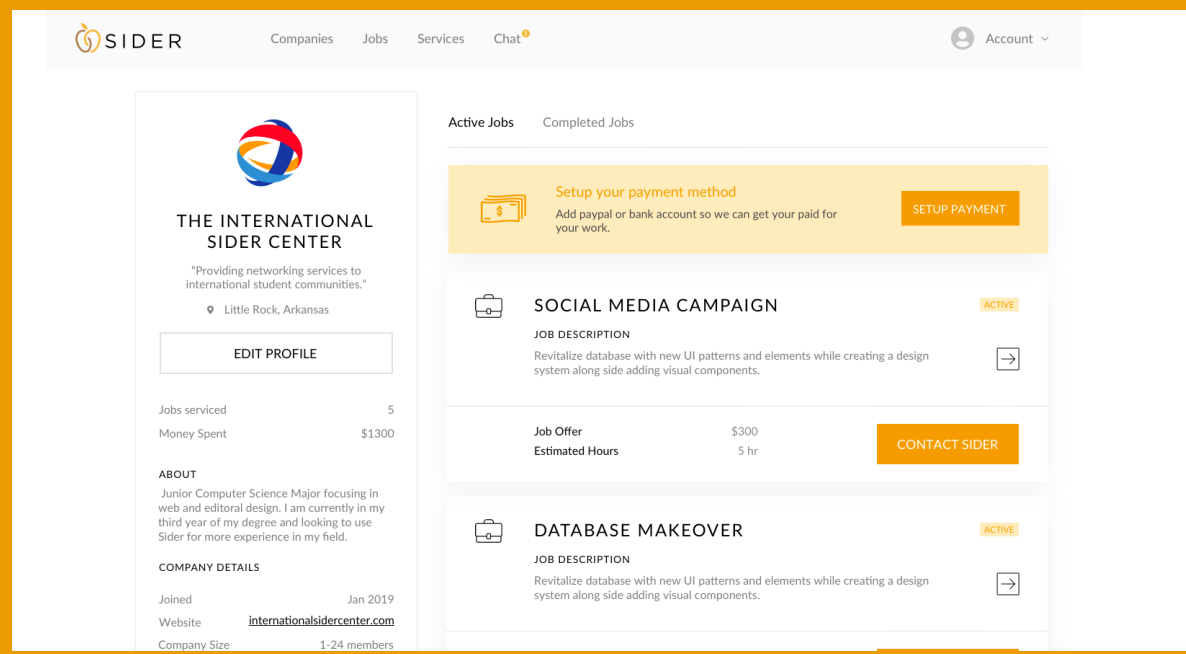 SIDER
Companies Jobs Services Chat
Account
THE INTERNATIONAL
SIDER CENTER
“Providing networking services to
international student communities.”
Little Rock, Arkansas
EDIT PROFILE
Jobs serviced 5
Money Spent $1300
ABOUT
Junior Computer Science Major focusing in
web and editoral design. I am currently in my
third year of my degree and looking to use
Sider for more experience in my field.
COMPANY DETAILS
Joined Jan 2019
Website internationalsidercenter.com
Company Size 1-24 members
Active Jobs Completed Jobs
$
Setup your payment method
Add paypal or bank account so we can get your paid for
your work.
SETUP PAYMENT
SOCIAL MEDIA CAMPAIGN
ACTIVE
JOB DESCRIPTION
Revitalize database with new UI patterns and elements while creating a design
system along side adding visual components.
Job Offer $300
Estimated Hours 5 hr
CONTACT SIDER
DATABASE MAKEOVER
ACTIVE
JOB DESCRIPTION
Revitalize database with new UI patterns and elements while creating a design
system along side adding visual components.